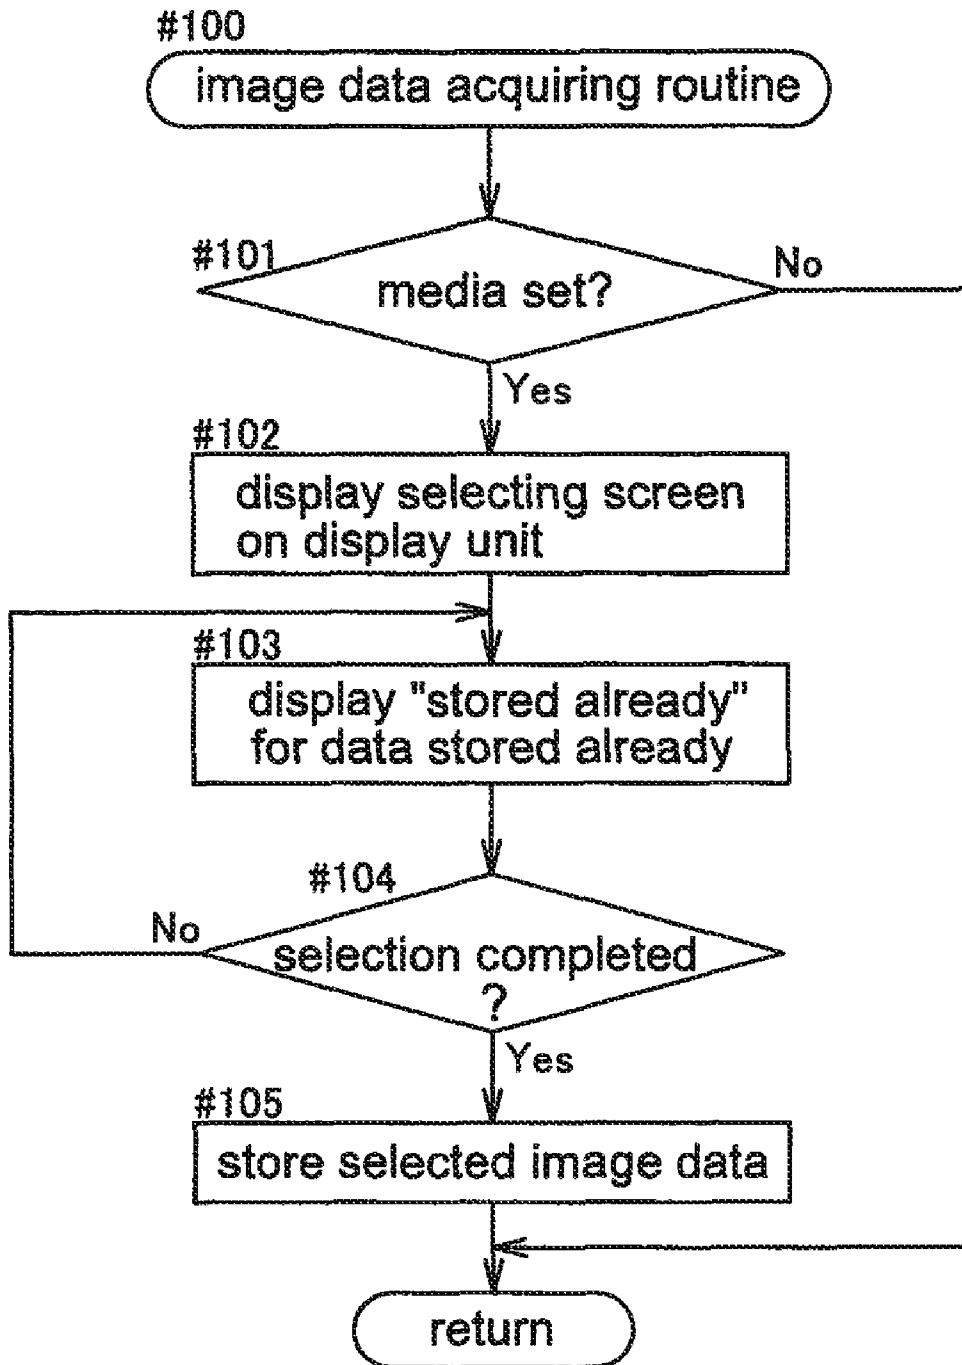 #100
image data acquiring routine
#101
media set?
No
Yes
#102
display selecting screen
on display unit
#103
display "stored already"
for data stored already
#104
No
selection completed
?
Yes
#105
store selected image data
return